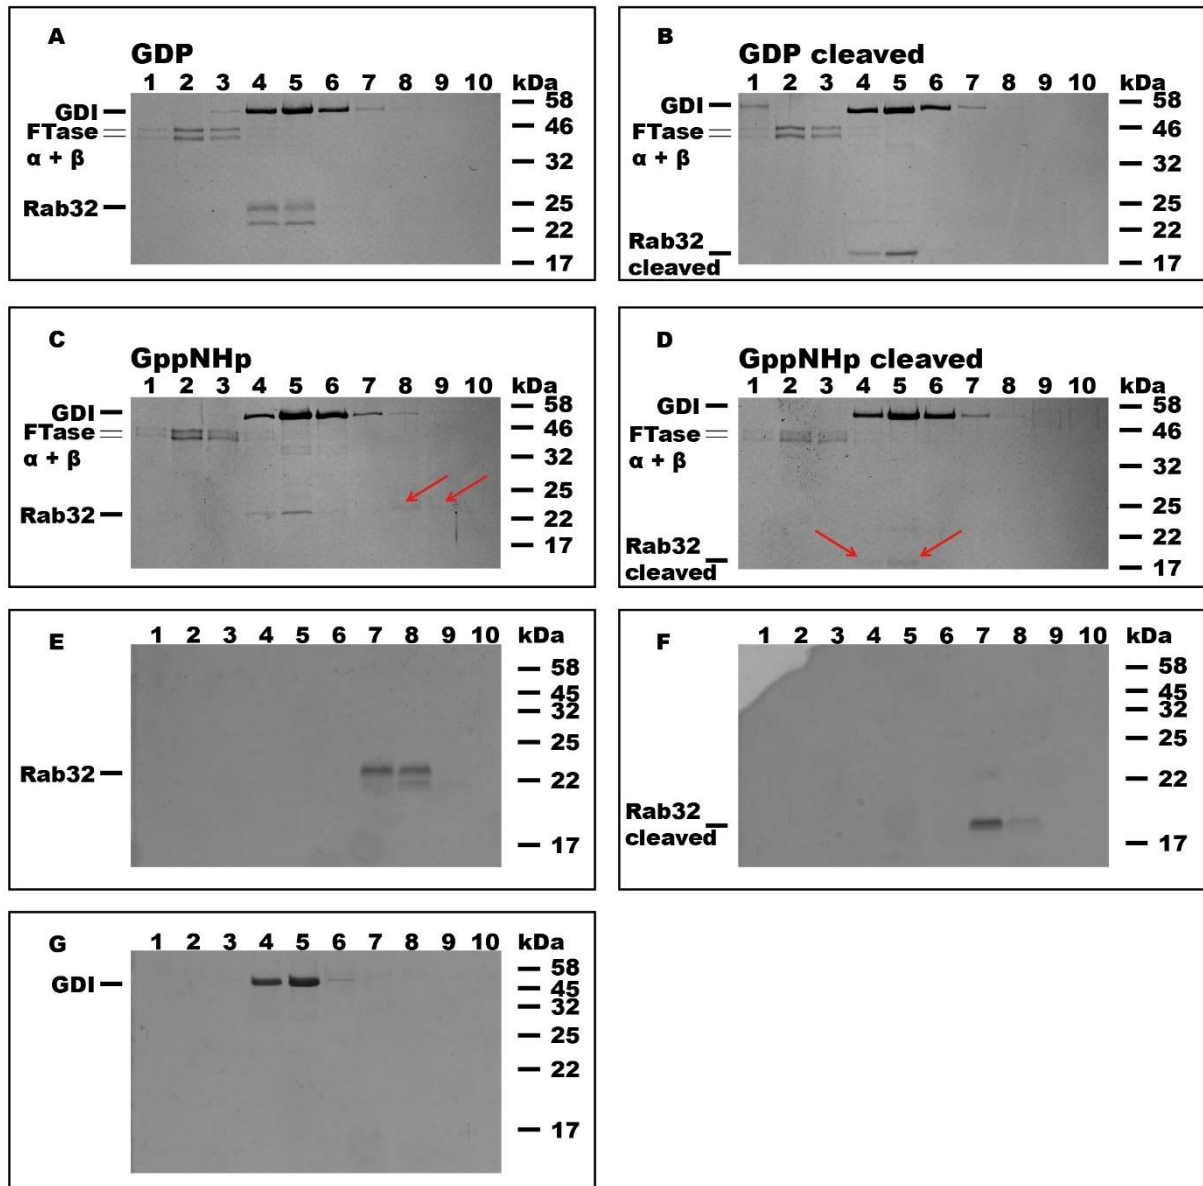 A
GDP
1 2 3 4 5 6 7 8 9 10 kDa
GDI
FTase
α + β
Rab32
58
46
32
25
22
17
B
GDP cleaved
1 2 3 4 5 6 7 8 9 10 kDa
GDI
FTase
α + β
Rab32
cleaved
58
46
32
25
22
17
C
GppNHp
1 2 3 4 5 6 7 8 9 10 kDa
GDI
FTase
α + β
Rab32
58
46
32
25
22
17
D
GppNHp cleaved
1 2 3 4 5 6 7 8 9 10 kDa
GDI
FTase
α + β
Rab32
cleaved
58
46
32
25
22
17
E
1 2 3 4 5 6 7 8 9 10 kDa
Rab32
58
45
32
25
22
17
F
1 2 3 4 5 6 7 8 9 10 kDa
Rab32
cleaved
58
45
32
25
22
17
G
1 2 3 4 5 6 7 8 9 10 kDa
GDI
58
45
32
25
22
17